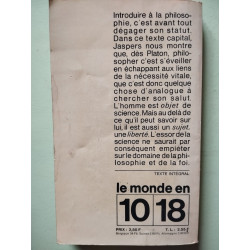 Introduire à la philoso-
phie, c'est avant tout
dégager son statut.
Dans ce texte capital,
Jaspers nous montre
que, dès Platon, philo-
sopher c'est s'éveiller
en échappant aux liens
de la nécessité vitale,
que c'est donc quelque
chose d'analogue à
chercher son salut.
L'homme est objet de
science. Mais au delà de
ce qu'il peut savoir sur
lui, il est aussi un sujet,
une liberté. L'essor de la
science ne saurait par
conséquent empiéter
sur le domaine de la phi-
losophie et de la foi.
TEXTE INTÉGRAL
le monde en
10 18